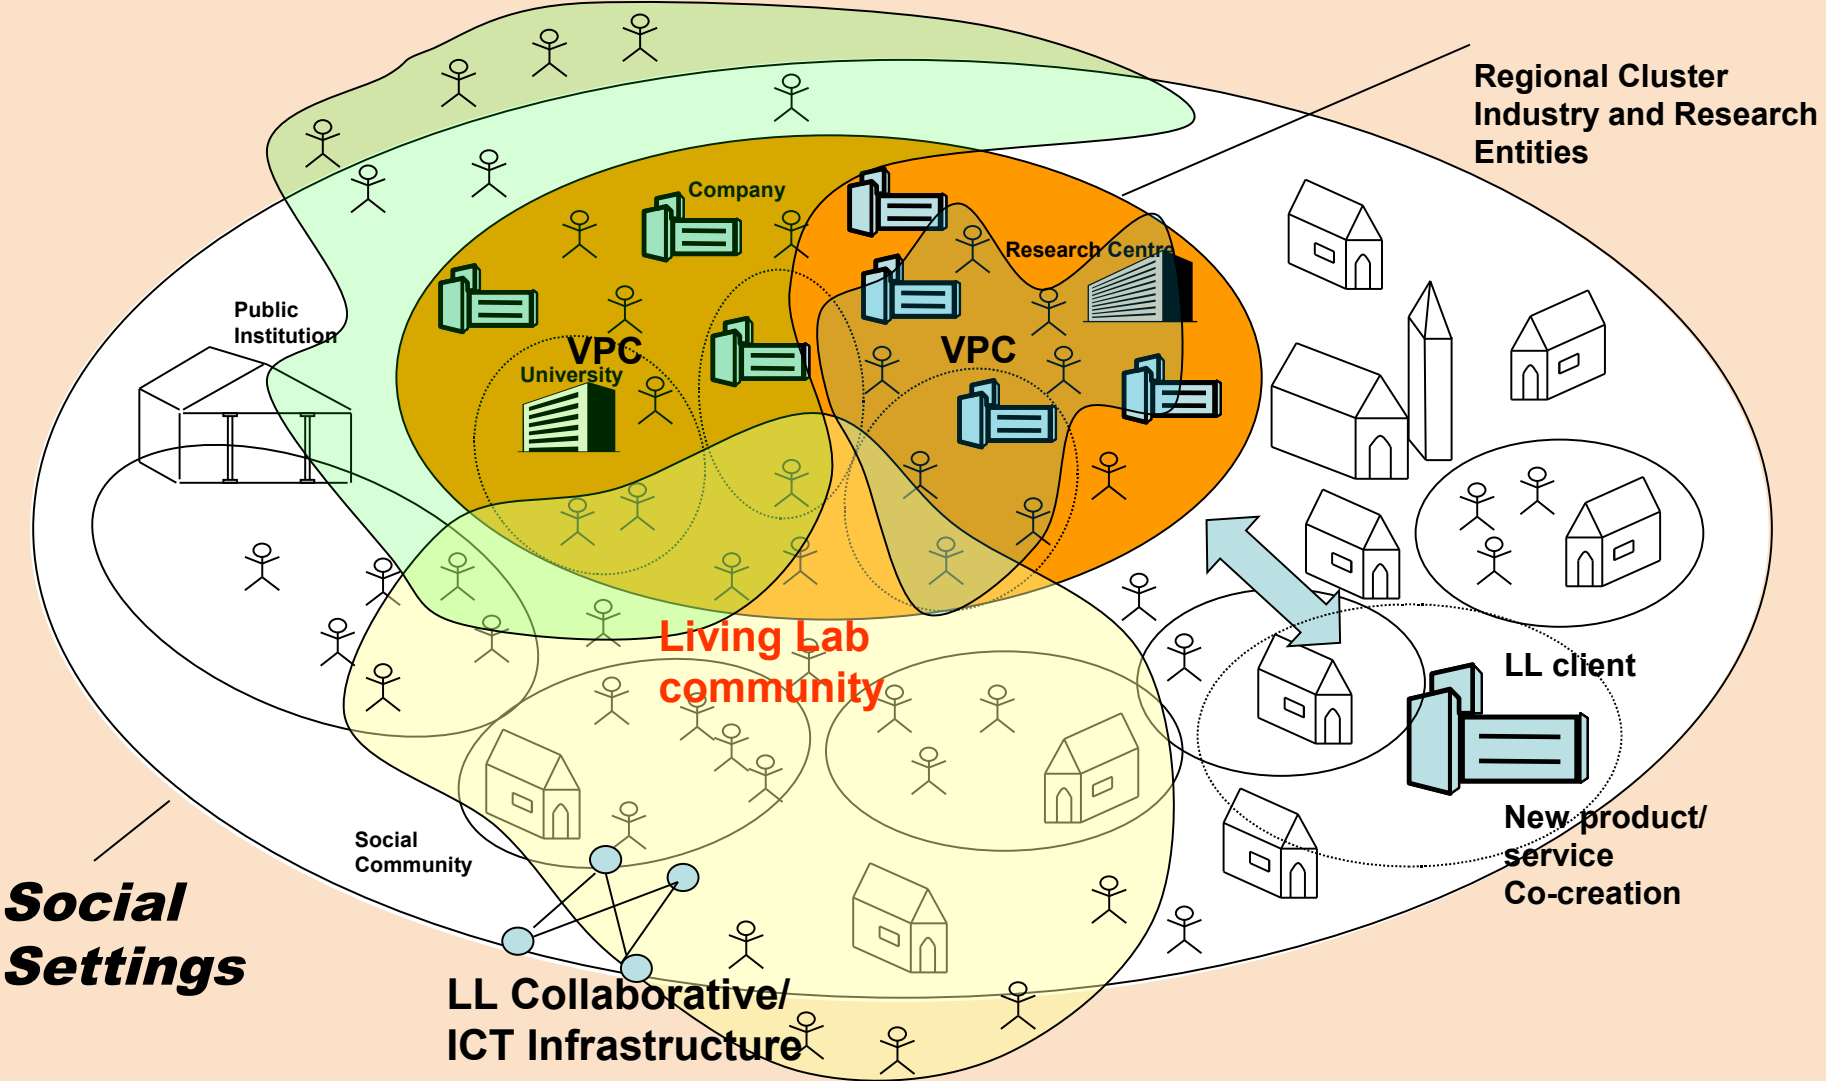 Regional Cluster
Industry and Research
Entities
Company
Research Centre
Public
Institution
VPC
University
VPC
Living Lab
community
LL client
New product/
service
Co-creation
Social
Community
Social
Settings
LL Collaborative/
ICT Infrastructure